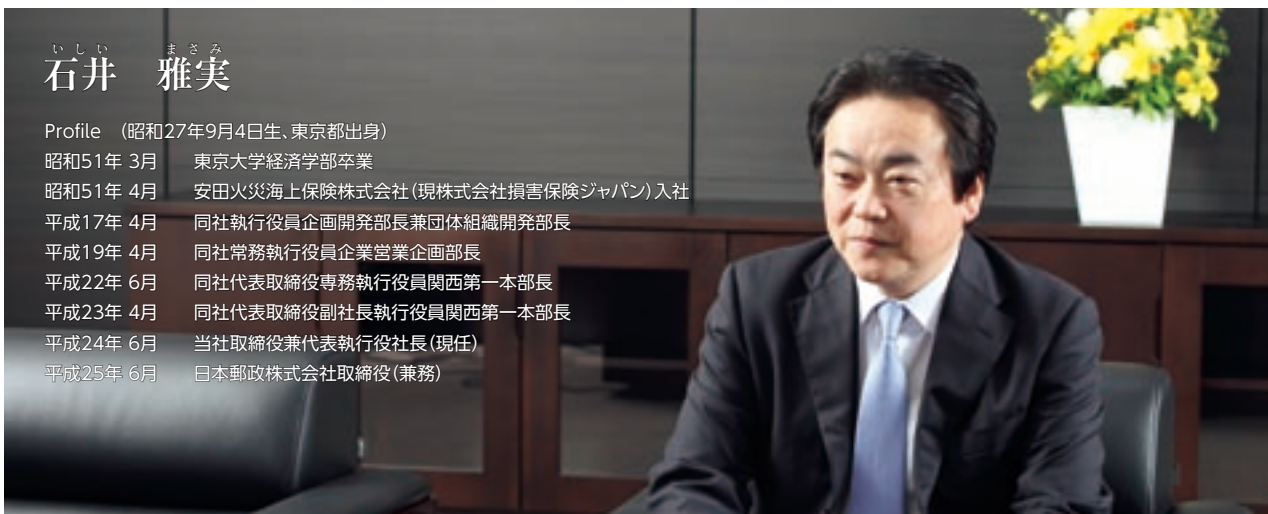 いしい　まさみ
石井　雅実
Profile　(昭和27年9月4日生、東京都出身)
昭和51年 3月　東京大学経済学部卒業
昭和51年 4月　安田火災海上保険株式会社(現株式会社損害保険ジャパン)入社
平成17年 4月　同社執行役員企画開発部長兼団体組織開発部長
平成19年 4月　同社常務執行役員企業営業企画部長
平成22年 6月　同社代表取締役専務執行役員関西第一本部長
平成23年 4月　同社代表取締役副社長執行役員関西第一本部長
平成24年 6月　当社取締役兼代表執行役社長(現任)
平成25年 6月　日本郵政株式会社取締役(兼務)